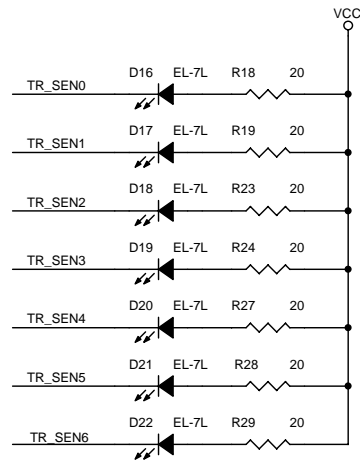 VCC
D16 EL-7L R18 20
TR_SEN0
D17 EL-7L R19 20
TR_SEN1
D18 EL-7L R23 20
TR_SEN2
D19 EL-7L R24 20
TR_SEN3
D20 EL-7L R27 20
TR_SEN4
D21 EL-7L R28 20
TR_SEN5
D22 EL-7L R29 20
TR_SEN6